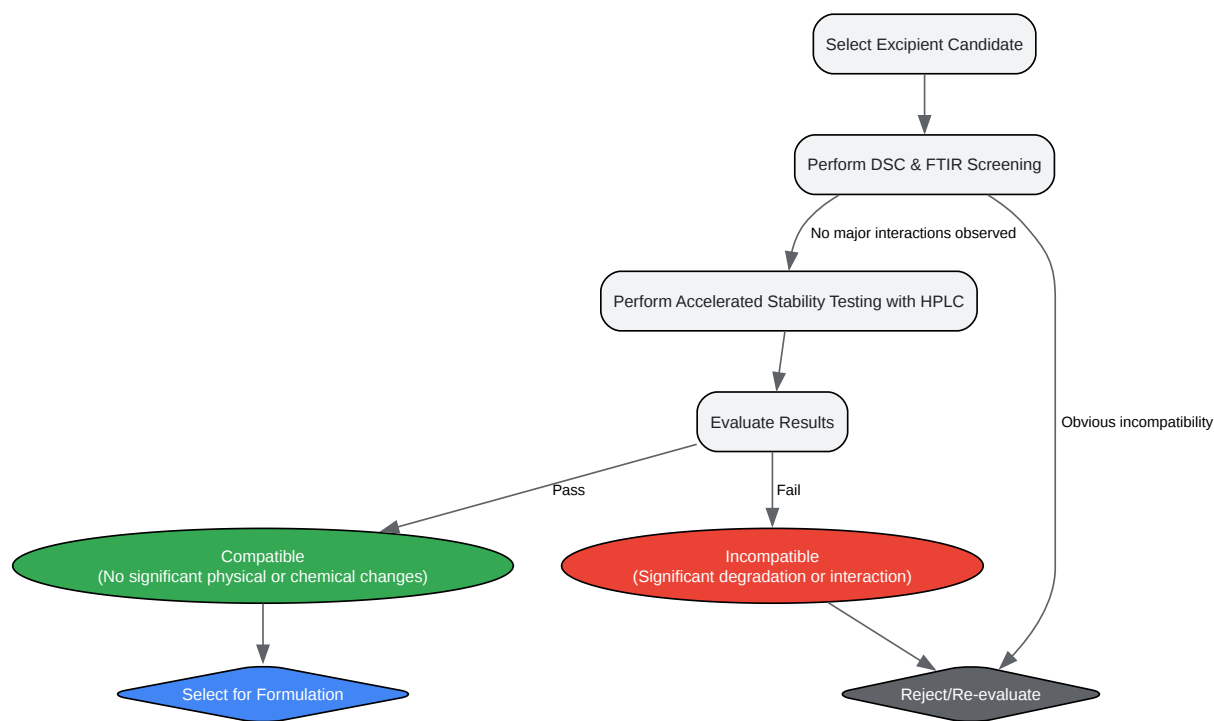 Select Excipient Candidate
Perform DSC & FTIR Screening
No major interactions observed
Perform Accelerated Stability Testing with HPLC
Evaluate Results
Obvious incompatibility
Pass
Fail
Compatible
(No significant physical or chemical changes)
Incompatible
(Significant degradation or interaction)
Select for Formulation
Reject/Re-evaluate